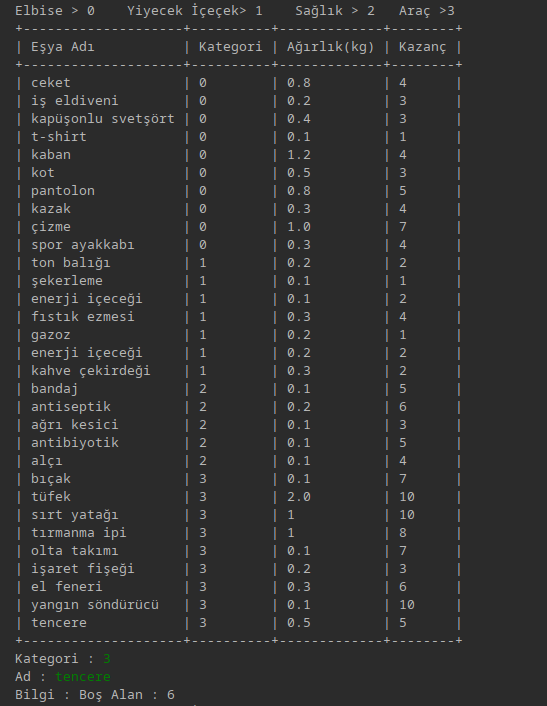 Elbise > 0    Yiyecek İçeçek> 1    Sağlık > 2   Araç >3
+--------------------+----------+-------------+--------+
| Eşya Adı           | Kategori | Ağırlık(kg) | Kazanç |
+--------------------+----------+-------------+--------+
| ceket              | 0        | 0.8         | 4      |
| iş eldiveni        | 0        | 0.2         | 3      |
| kapüşonlu svetşört | 0        | 0.4         | 3      |
| t-shirt            | 0        | 0.1         | 1      |
| kaban              | 0        | 1.2         | 4      |
| kot                | 0        | 0.5         | 3      |
| pantolon           | 0        | 0.8         | 5      |
| kazak              | 0        | 0.3         | 4      |
| çizme              | 0        | 1.0         | 7      |
| spor ayakkabı      | 0        | 0.3         | 4      |
| ton balığı         | 1        | 0.2         | 2      |
| şekerleme          | 1        | 0.1         | 1      |
| enerji içeceği     | 1        | 0.1         | 2      |
| fıstık ezmesi      | 1        | 0.3         | 4      |
| gazoz              | 1        | 0.2         | 1      |
| enerji içeceği     | 1        | 0.2         | 2      |
| kahve çekirdeği    | 1        | 0.3         | 2      |
| bandaj             | 2        | 0.1         | 5      |
| antiseptik         | 2        | 0.2         | 6      |
| ağrı kesici        | 2        | 0.1         | 3      |
| antibiyotik        | 2        | 0.1         | 5      |
| alçı               | 2        | 0.1         | 4      |
| bıçak              | 3        | 0.1         | 7      |
| tüfek              | 3        | 2.0         | 10     |
| sırt yatağı        | 3        | 1           | 10     |
| tırmanma ipi       | 3        | 1           | 8      |
| olta takımı        | 3        | 0.1         | 7      |
| işaret fişeği      | 3        | 0.2         | 3      |
| el feneri          | 3        | 0.3         | 6      |
| yangın söndürücü   | 3        | 0.1         | 10     |
| tencere            | 3        | 0.5         | 5      |
+--------------------+----------+-------------+--------+
Kategori : 3
Ad : tencere
Bilgi : Boş Alan : 6